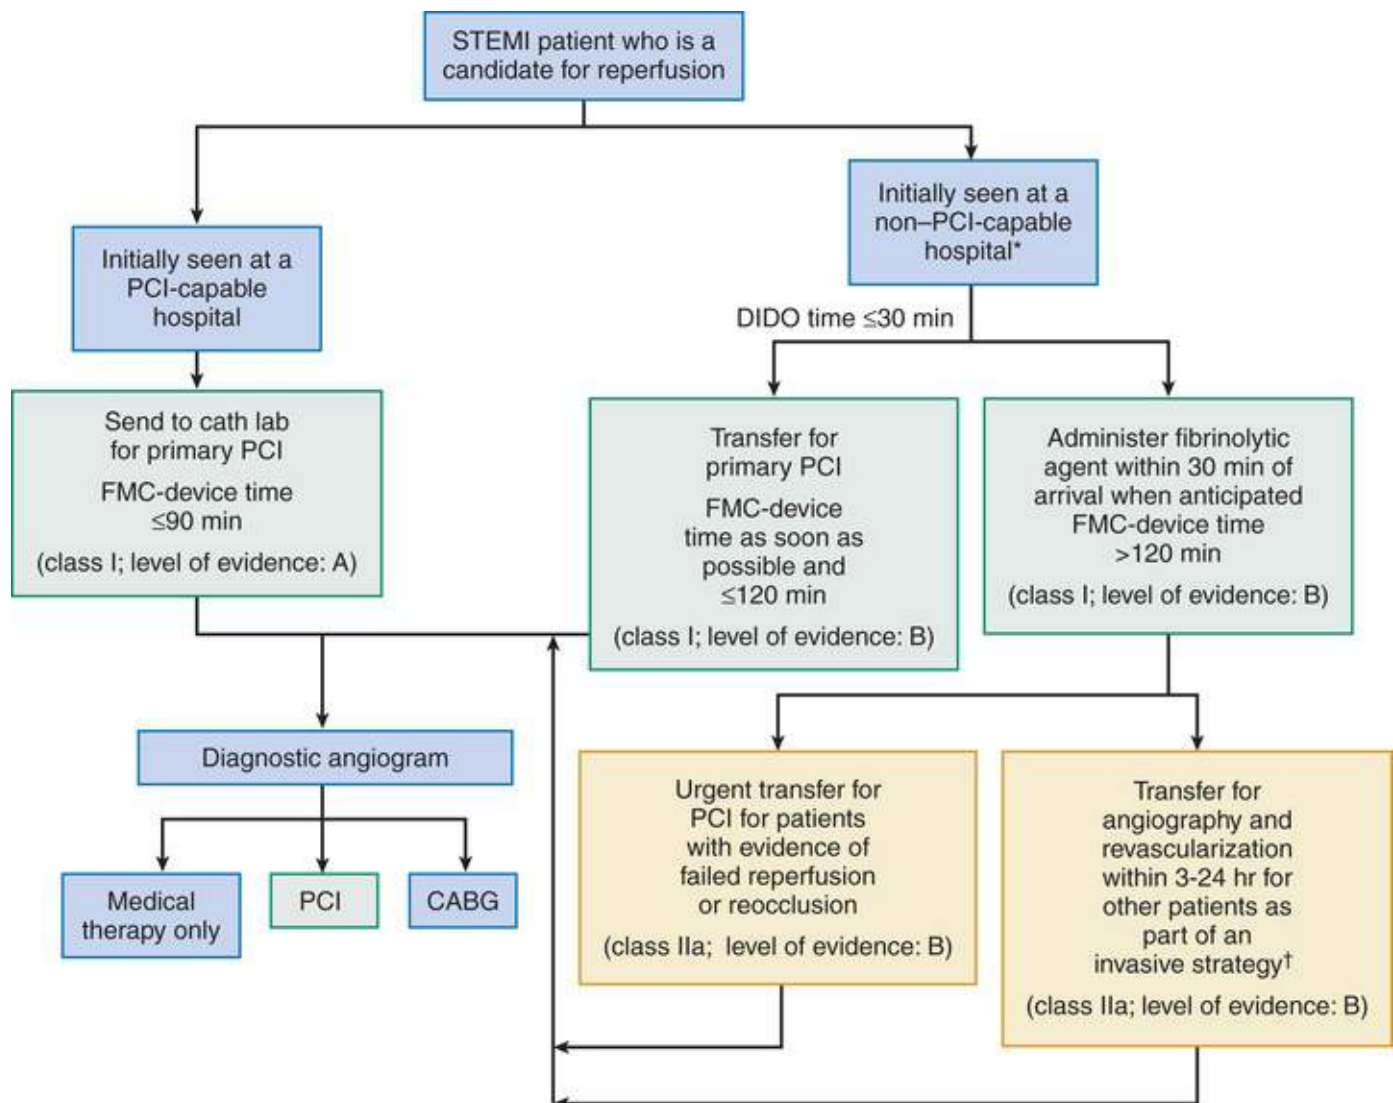 STEMI patient who is a
candidate for reperfusion
Initially seen at a
PCI-capable
hospital
Initially seen at a
non–PCI-capable
hospital*
DIDO time ≤30 min
Send to cath lab
for primary PCI
FMC-device time
≤90 min
(class I; level of evidence: A)
Transfer for
primary PCI
FMC-device
time as soon as
possible and
≤120 min
(class I; level of evidence: B)
Administer fibrinolytic
agent within 30 min of
arrival when anticipated
FMC-device time
>120 min
(class I; level of evidence: B)
Diagnostic angiogram
Medical
therapy only
PCI
CABG
Urgent transfer for
PCI for patients
with evidence of
failed reperfusion
or reocclusion
(class IIa; level of evidence: B)
Transfer for
angiography and
revascularization
within 3-24 hr for
other patients as
part of an
invasive strategy†
(class IIa; level of evidence: B)